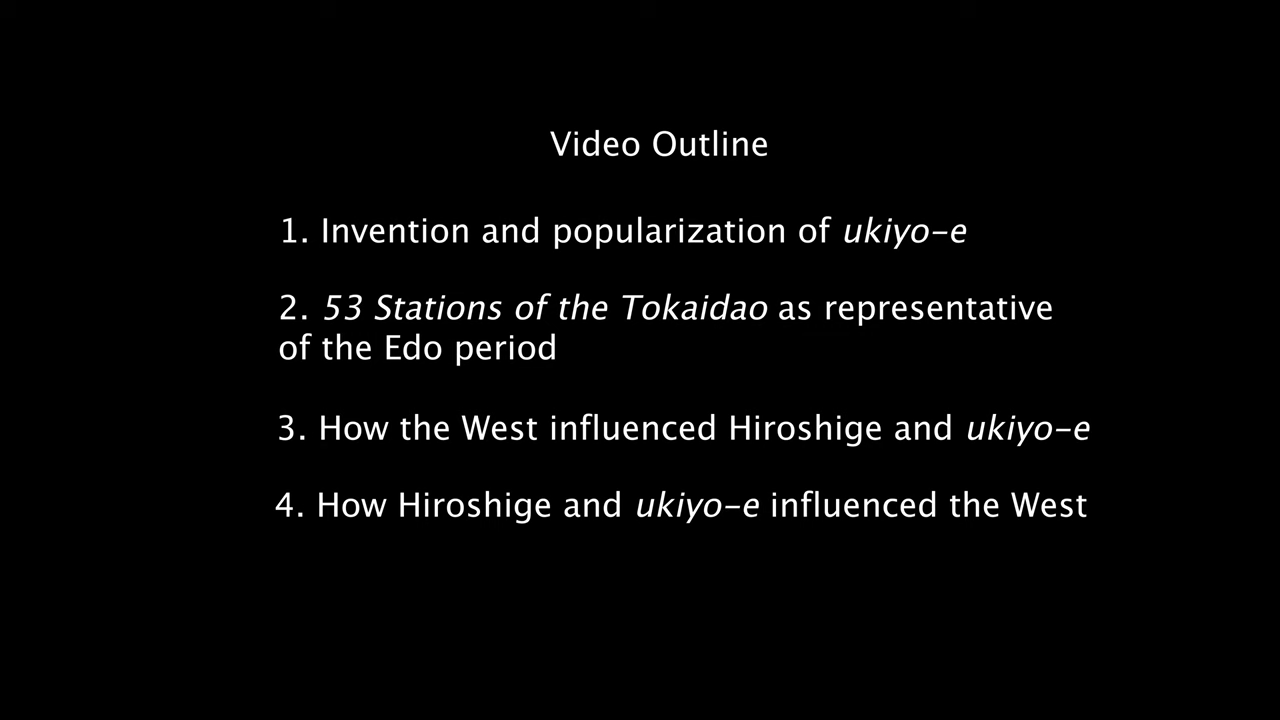 Video Outline
1. Invention and popularization of ukiyo-e
2. 53 Stations of the Tokaidao as representative
of the Edo period
3. How the West influenced Hiroshige and ukiyo-e
4. How Hiroshige and ukiyo-e influenced the West